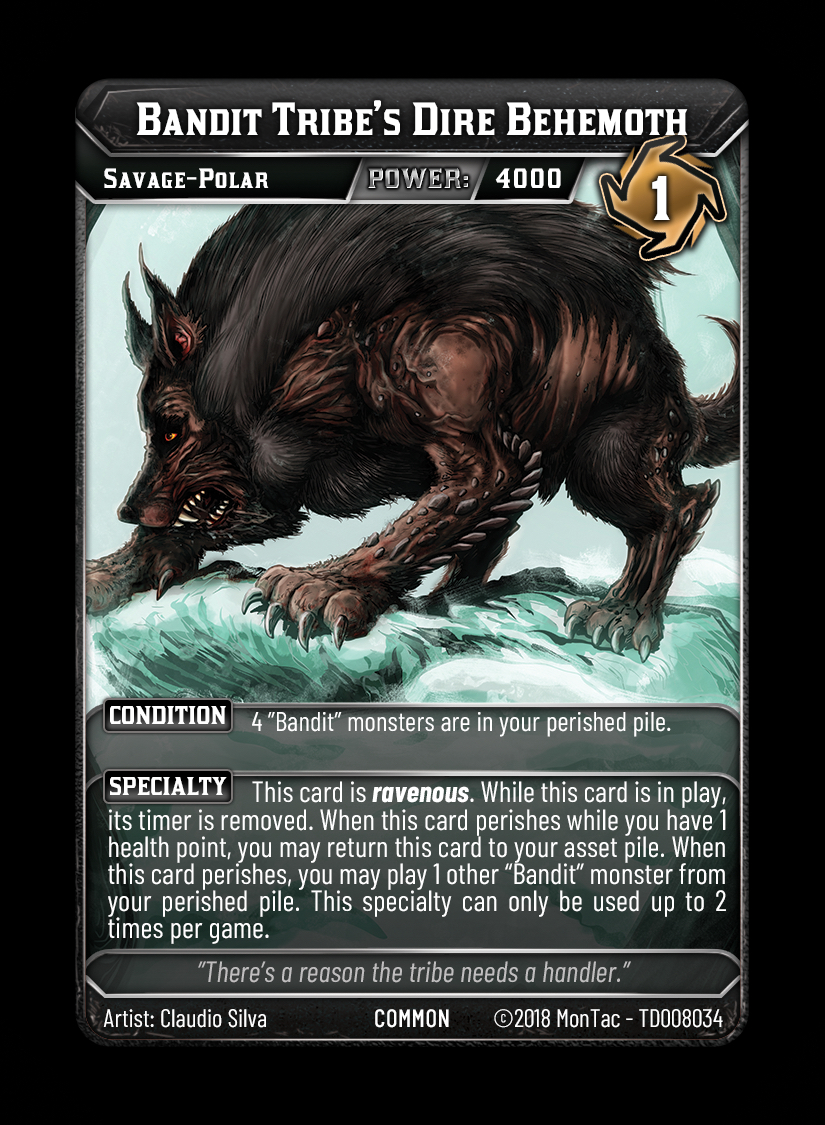 Bandit Tribe's Dire Behemoth
Savage-Polar POWER: 4000 1
CONDITION 4 "Bandit" monsters are in your perished pile.
SPECIALTY This card is ravenous. While this card is in play,
its timer is removed. When this card perishes while you have 1
health point, you may return this card to your asset pile. When
this card perishes, you may play 1 other "Bandit" monster from
your perished pile. This specialty can only be used up to 2
times per game.
"There's a reason the tribe needs a handler."
Artist: Claudio Silva COMMON ©2018 MonTac - TD008034